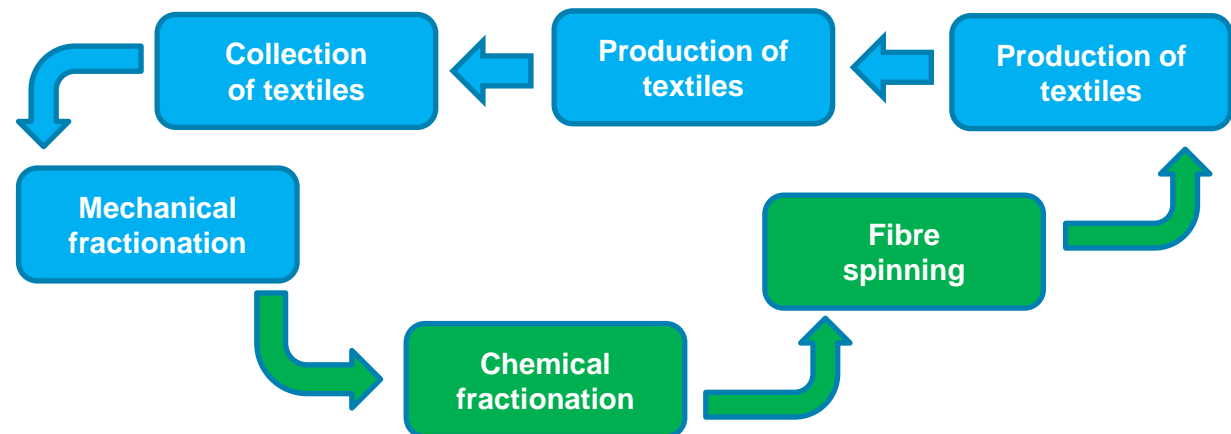 Collection
of textiles
Production of
textiles
Production of
textiles
Mechanical
fractionation
Fibre
spinning
Chemical
fractionation